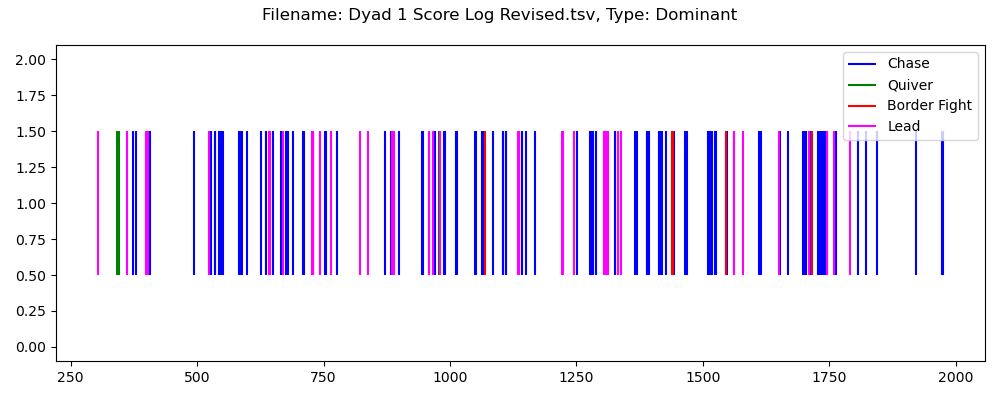 Filename: Dyad 1 Score Log Revised.tsv, Type: Dominant
2.00
1.75
1.50
1.25
1.00
0.75
0.50
0.25
0.00
Chase
Quiver
Border Fight
Lead
250 500 750 1000 1250 1500 1750 2000